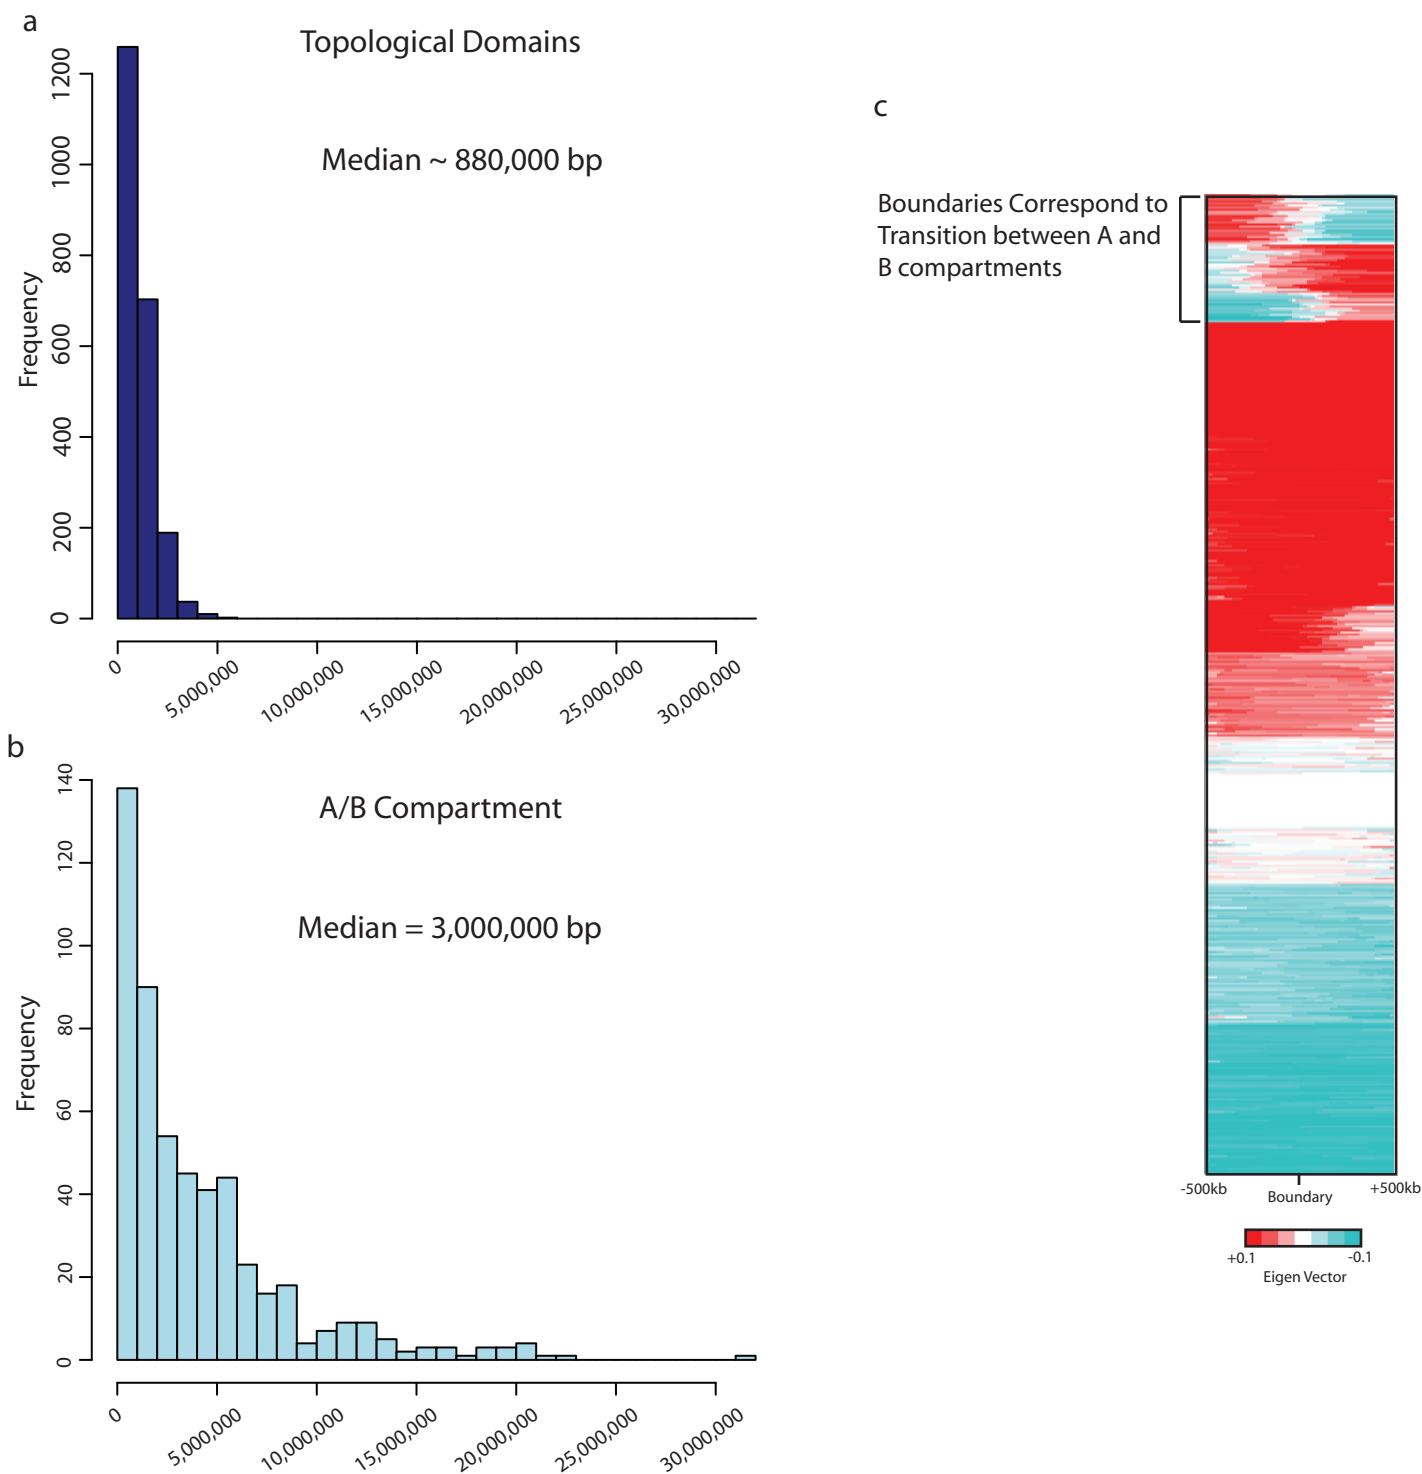 a
Topological Domains
Median ~ 880,000 bp
Frequency
1200
1000
800
600
400
200
0
0
5,000,000
10,000,000
15,000,000
20,000,000
25,000,000
30,000,000
b
A/B Compartment
Median = 3,000,000 bp
Frequency
140
120
100
80
60
40
20
0
0
5,000,000
10,000,000
15,000,000
20,000,000
25,000,000
30,000,000
c
Boundaries Correspond to
Transition between A and
B compartments
-500kb
Boundary
+500kb
+0.1
-0.1
Eigen Vector